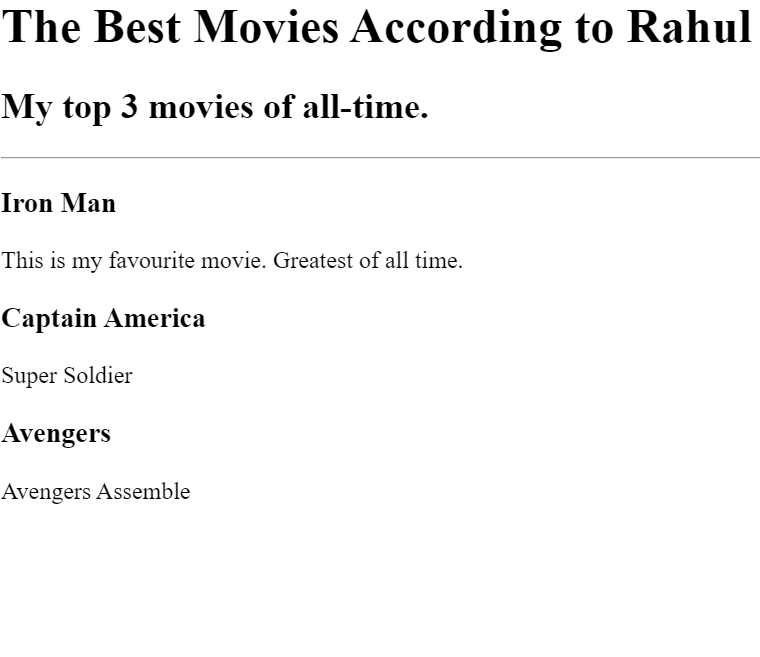 The Best Movies According to Rahul
My top 3 movies of all-time.
Iron Man
This is my favourite movie. Greatest of all time.
Captain America
Super Soldier
Avengers
Avengers Assemble